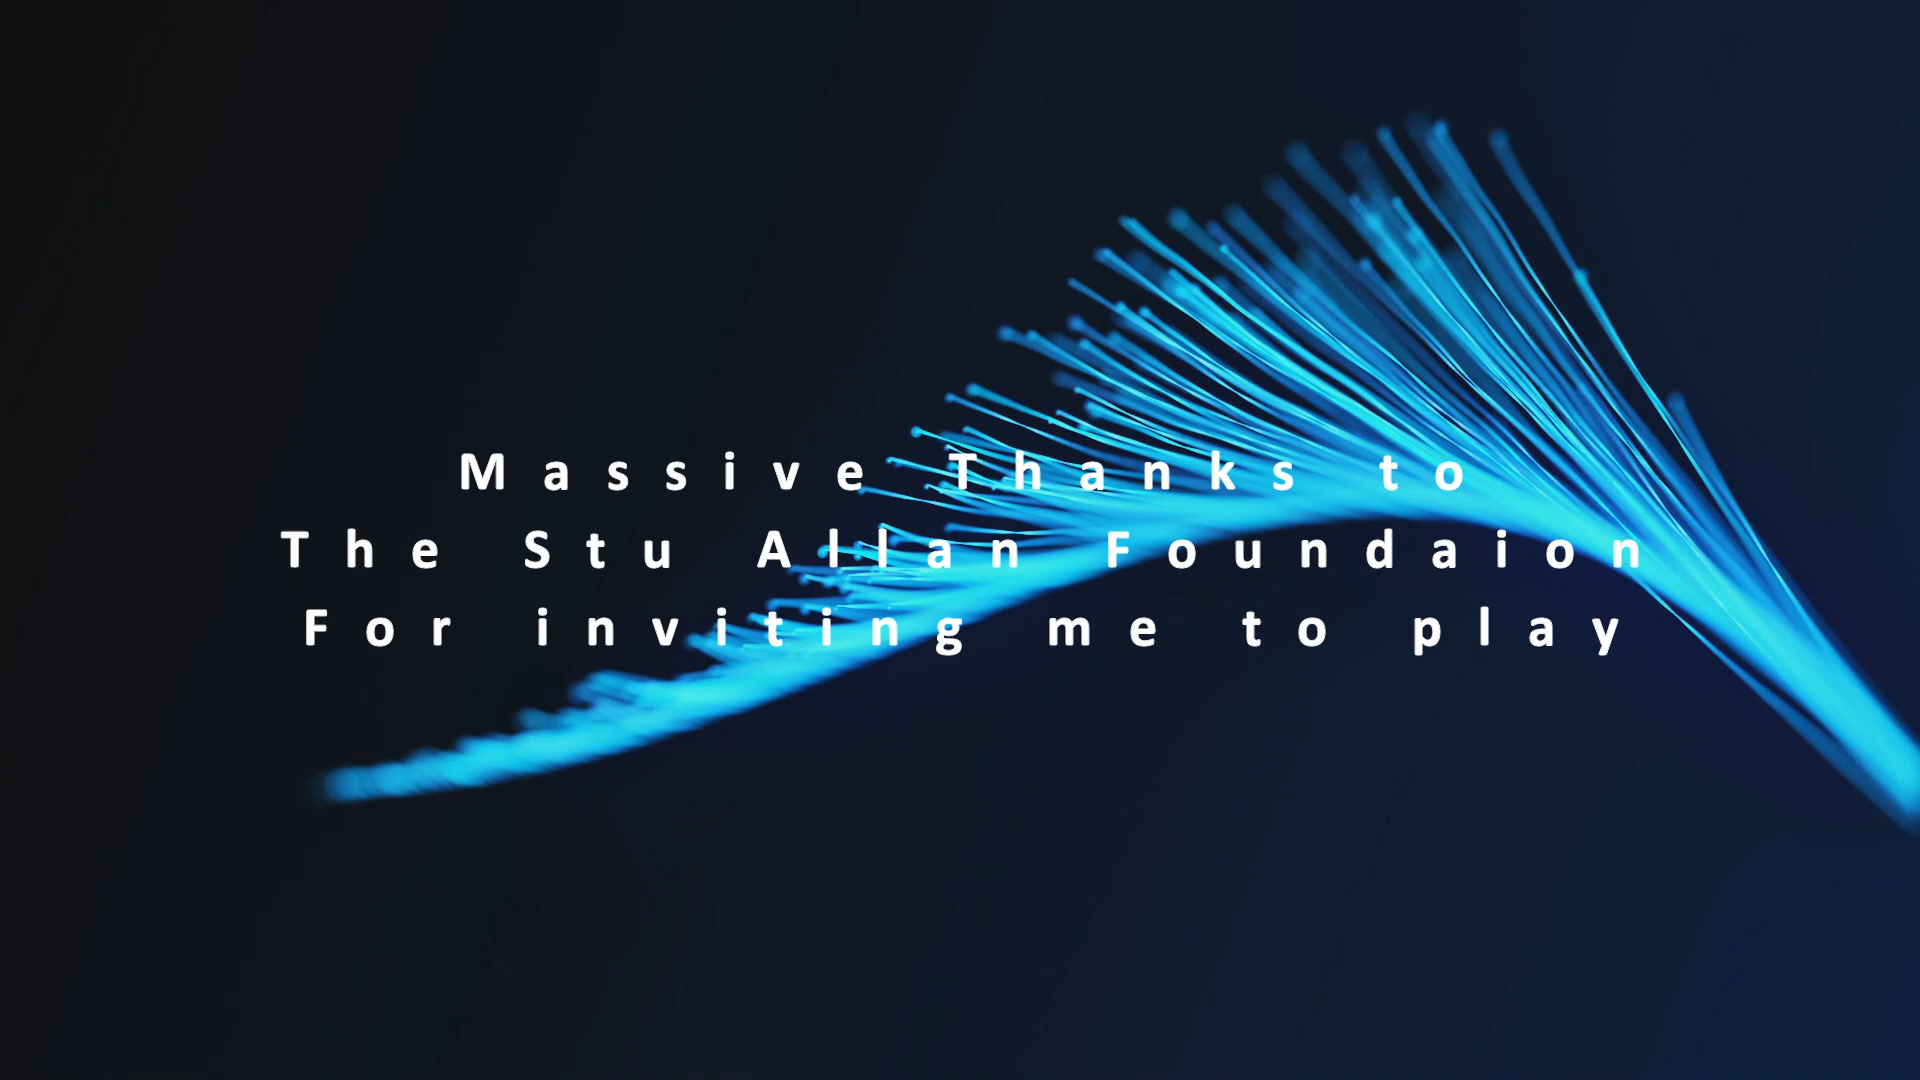 Massive Thanks to
The Stu Allan Foundaion
For inviting me to play